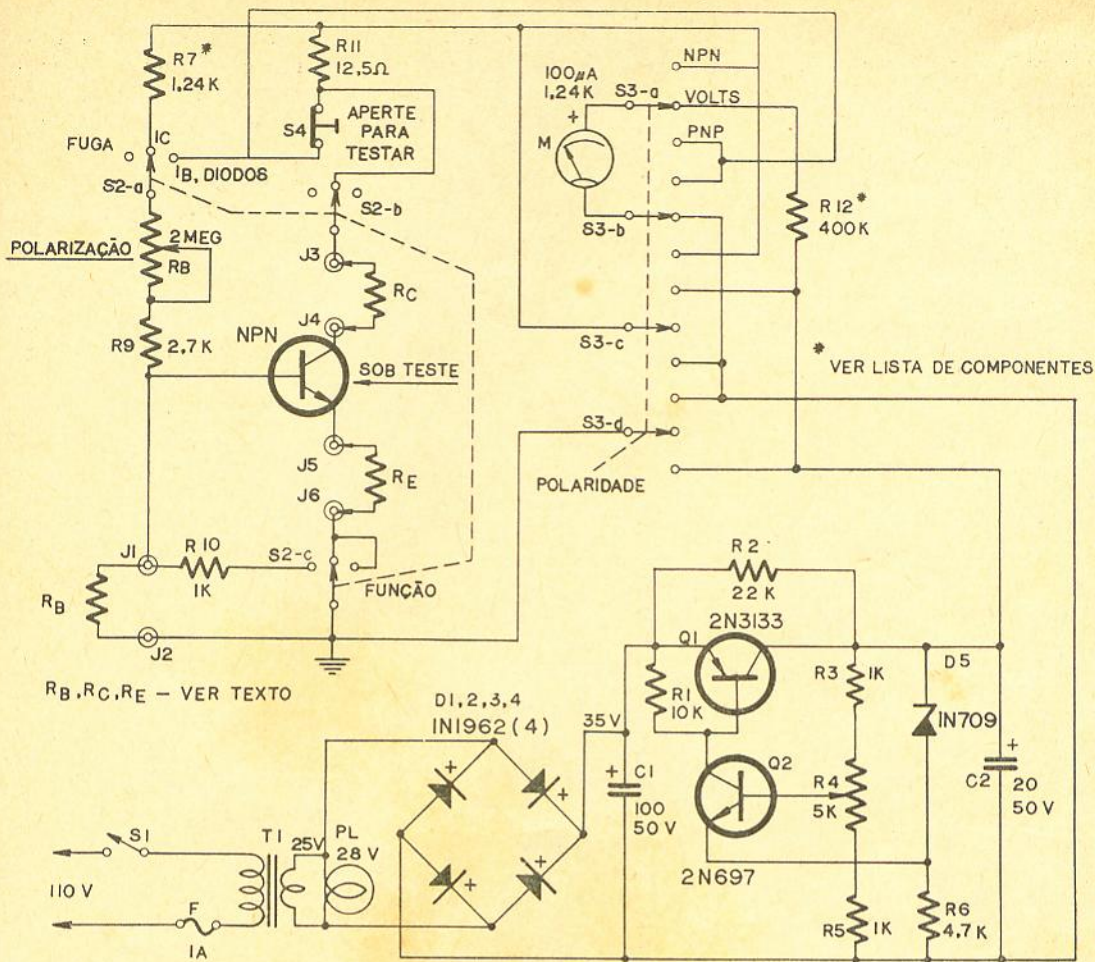 R7*
1,24K
R11
12,5Ω
S4
APERTE
PARA
TESTAR
FUGA
IC
IB, DIODOS
S2-a
S2-b
POLARIZAÇÃO
2MEG
RB
R9
2,7K
J3
RC
J4
NPN
SOB TESTE
J5
RE
J6
J1
R10
1K
S2-c
FUNÇÃO
RB
J2
RB,RC,RE – VER TEXTO
100µA
1,24K
+
M
S3-a
NPN
VOLTS
PNP
S3-b
R12*
400K
S3-c
* VER LISTA DE COMPONENTES
S3-d
POLARIDADE
R2
22K
2N3133
Q1
R1
10K
R3
1K
D5
IN709
Q2
R4
5K
C2
+
20
50V
2N697
R5
1K
R6
4,7K
D1,2,3,4
IN1962(4)
35V
+
C1
100
50V
+
+
+
+
S1
110V
F
1A
T1
25V
PL
28V